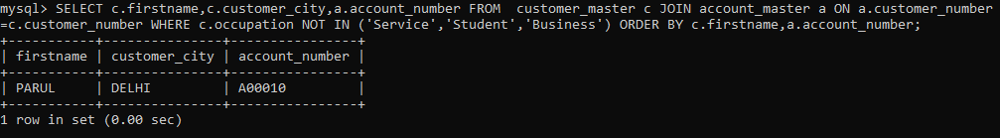 mysql> SELECT c.firstname,c.customer_city,a.account_number FROM  customer_master c JOIN account_master a ON a.customer_number
=c.customer_number WHERE c.occupation NOT IN ('Service','Student','Business') ORDER BY c.firstname,a.account_number;
+-----------+---------------+----------------+
| firstname | customer_city | account_number |
+-----------+---------------+----------------+
| PARUL     | DELHI         | A00010         |
+-----------+---------------+----------------+
1 row in set (0.00 sec)